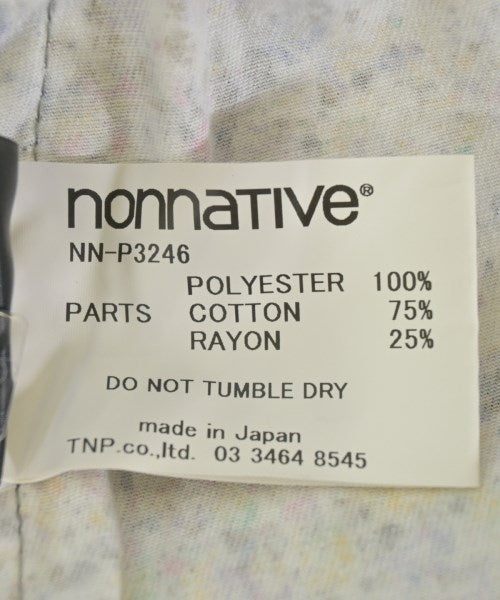 nonnative®
NN-P3246
POLYESTER 100%
PARTS COTTON 75%
RAYON 25%
DO NOT TUMBLE DRY
made in Japan
TNP.co.,ltd. 03 3464 8545